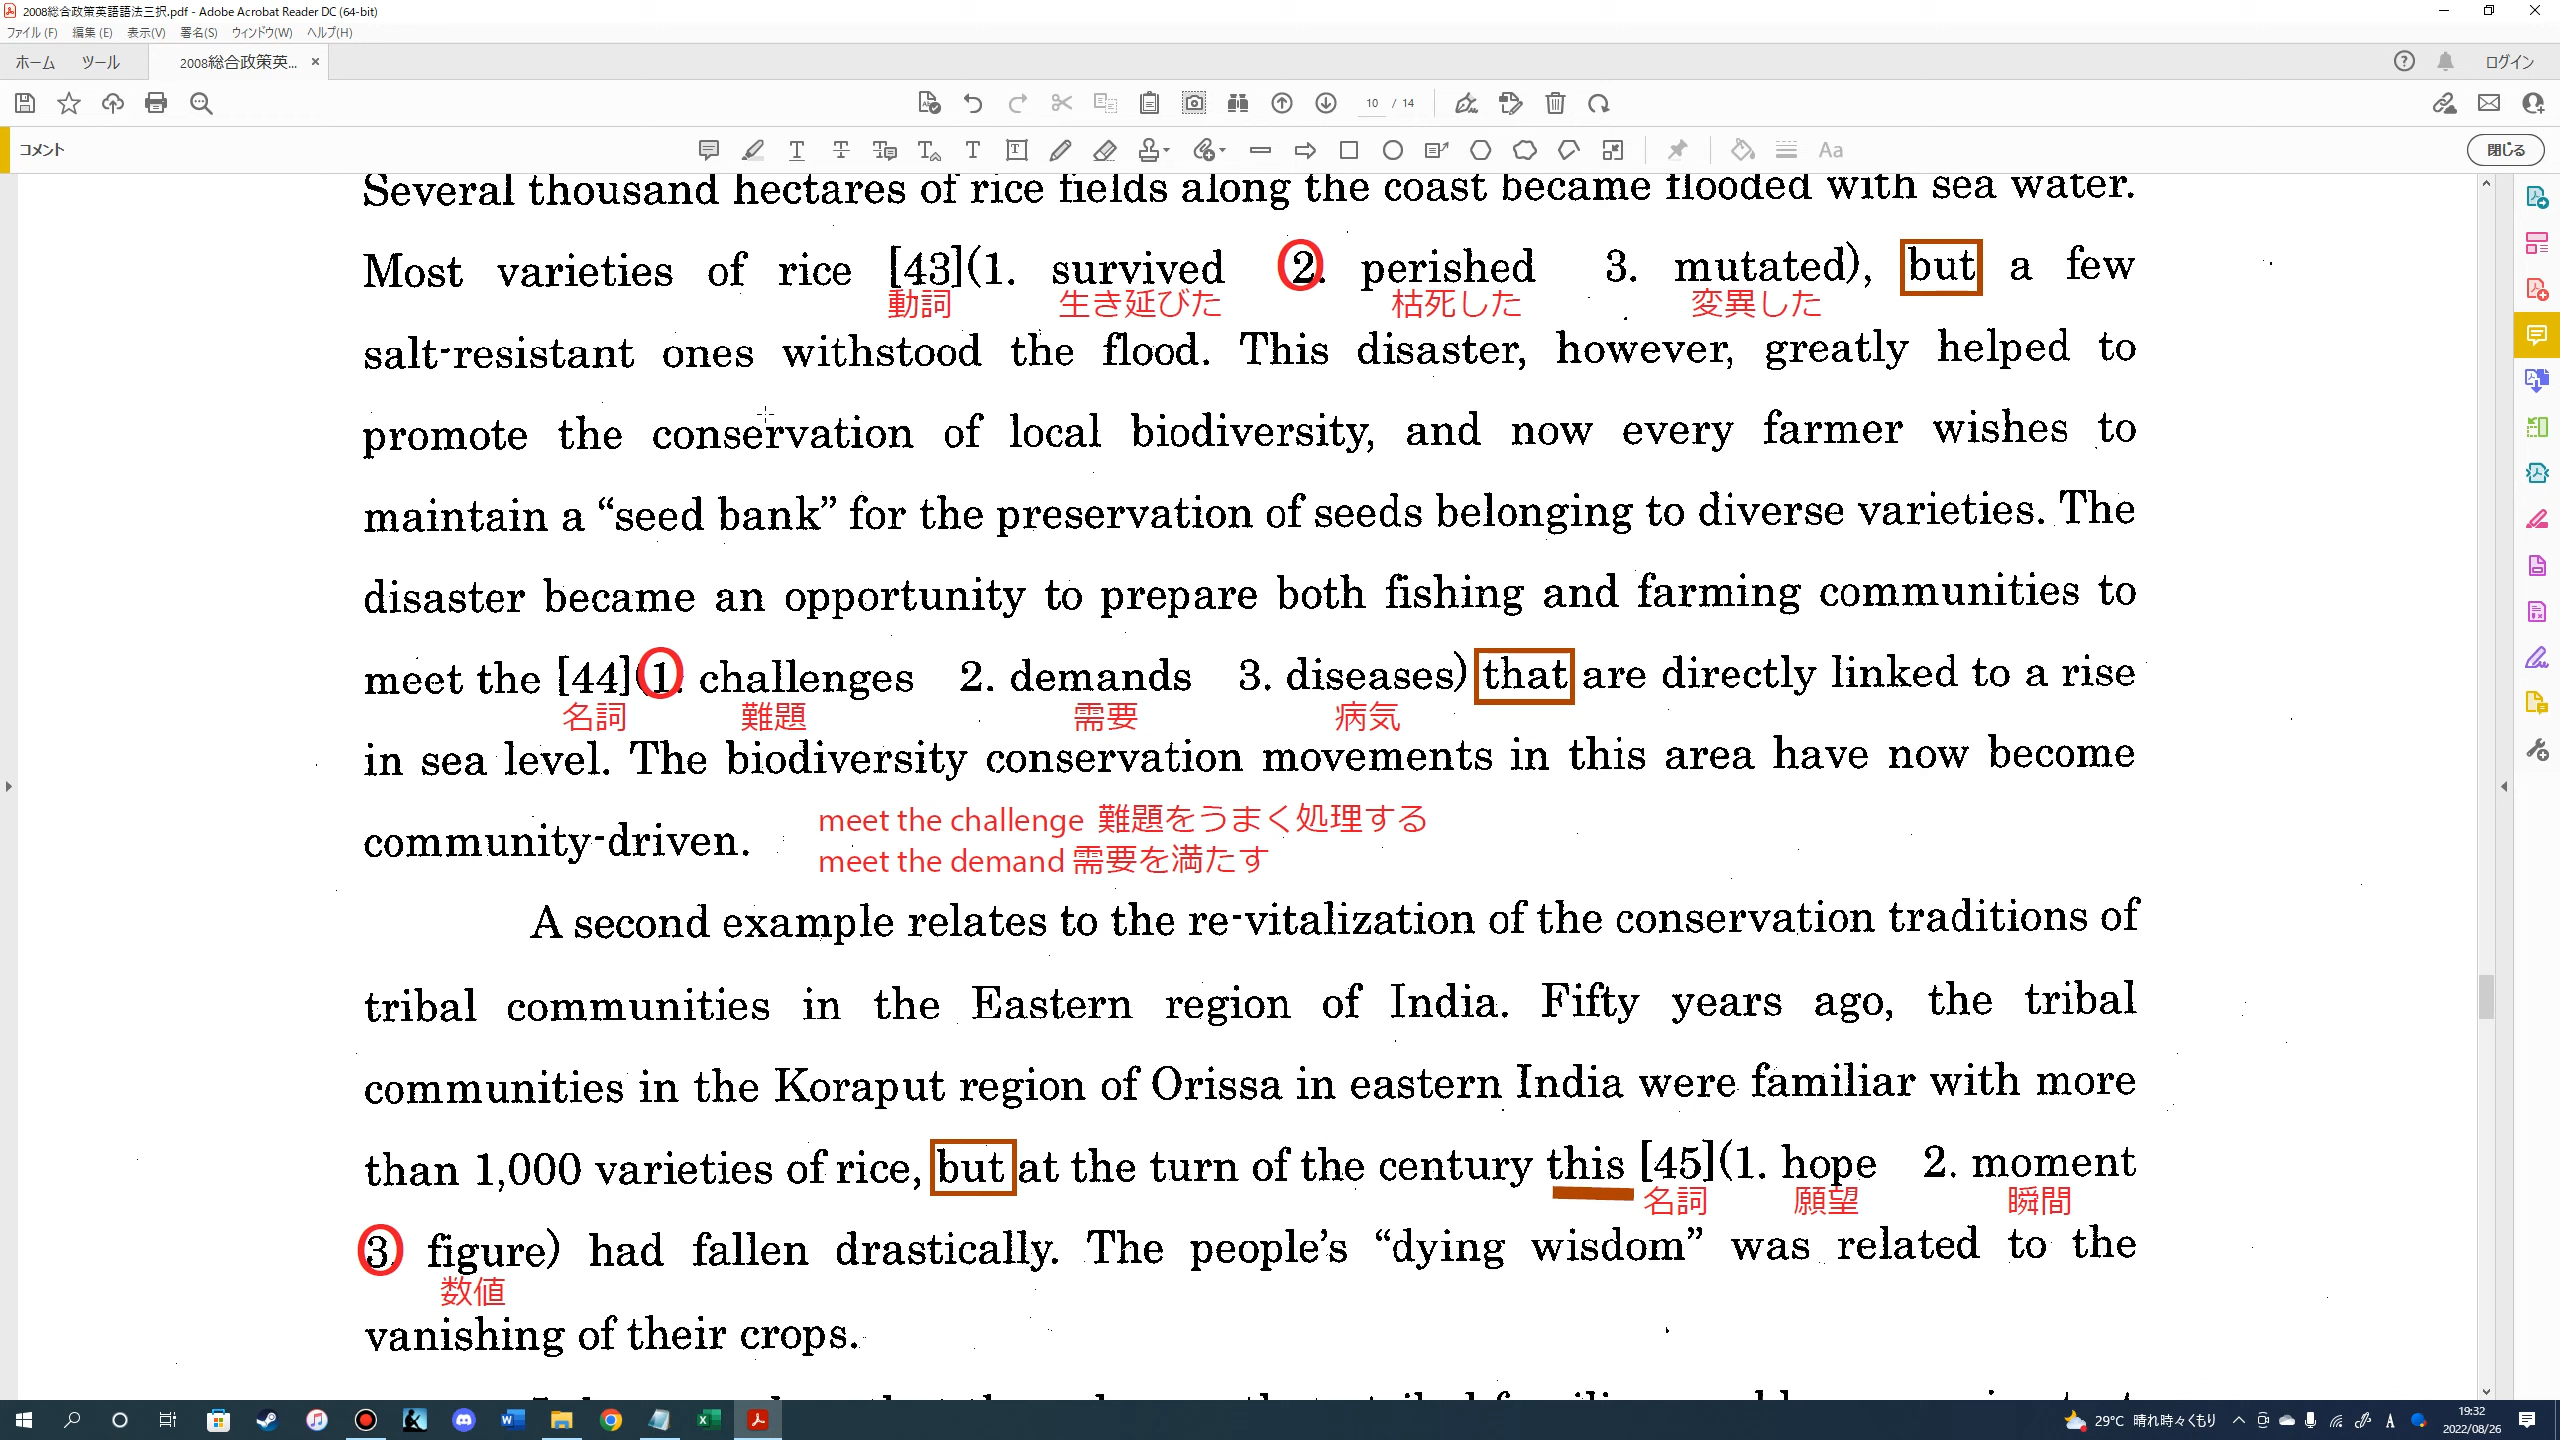 2008総合政策英語語法三択.pdf - Adobe Acrobat Reader DC (64-bit)
ファイル(F) 編集(E) 表示(V) 署名(S) ウィンドウ(W) ヘルプ(H)
ホーム ツール 2008総合政策英... × ログイン
10 / 14
コメント Aa 閉じる
Several thousand hectares of rice fields along the coast became flooded with sea water.
Most varieties of rice [43](1. survived 2. perished 3. mutated), but a few
動詞 生き延びた 枯死した 変異した
salt-resistant ones withstood the flood. This disaster, however, greatly helped to
promote the conservation of local biodiversity, and now every farmer wishes to
maintain a “seed bank” for the preservation of seeds belonging to diverse varieties. The
disaster became an opportunity to prepare both fishing and farming communities to
meet the [44](1. challenges 2. demands 3. diseases) that are directly linked to a rise
名詞 難題 需要 病気
in sea level. The biodiversity conservation movements in this area have now become
community-driven.
meet the challenge 難題をうまく処理する
meet the demand 需要を満たす
A second example relates to the re-vitalization of the conservation traditions of
tribal communities in the Eastern region of India. Fifty years ago, the tribal
communities in the Koraput region of Orissa in eastern India were familiar with more
than 1,000 varieties of rice, but at the turn of the century this [45](1. hope 2. moment
名詞 願望 瞬間
3. figure) had fallen drastically. The people’s “dying wisdom” was related to the
数値
vanishing of their crops.
29°C 晴れ時々くもり A 19:32
2022/08/26